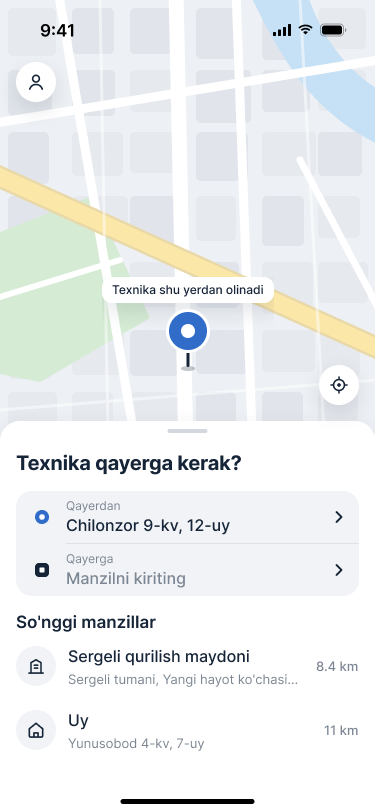 9:41
Texnika shu yerdan olinadi
Texnika qayerga kerak?
Qayerdan
Chilonzor 9-kv, 12-uy
Qayerga
Manzilni kiriting
So'nggi manzillar
Sergeli qurilish maydoni
Sergeli tumani, Yangi hayot ko'chasi...
8.4 km
Uy
Yunusobod 4-kv, 7-uy
11 km